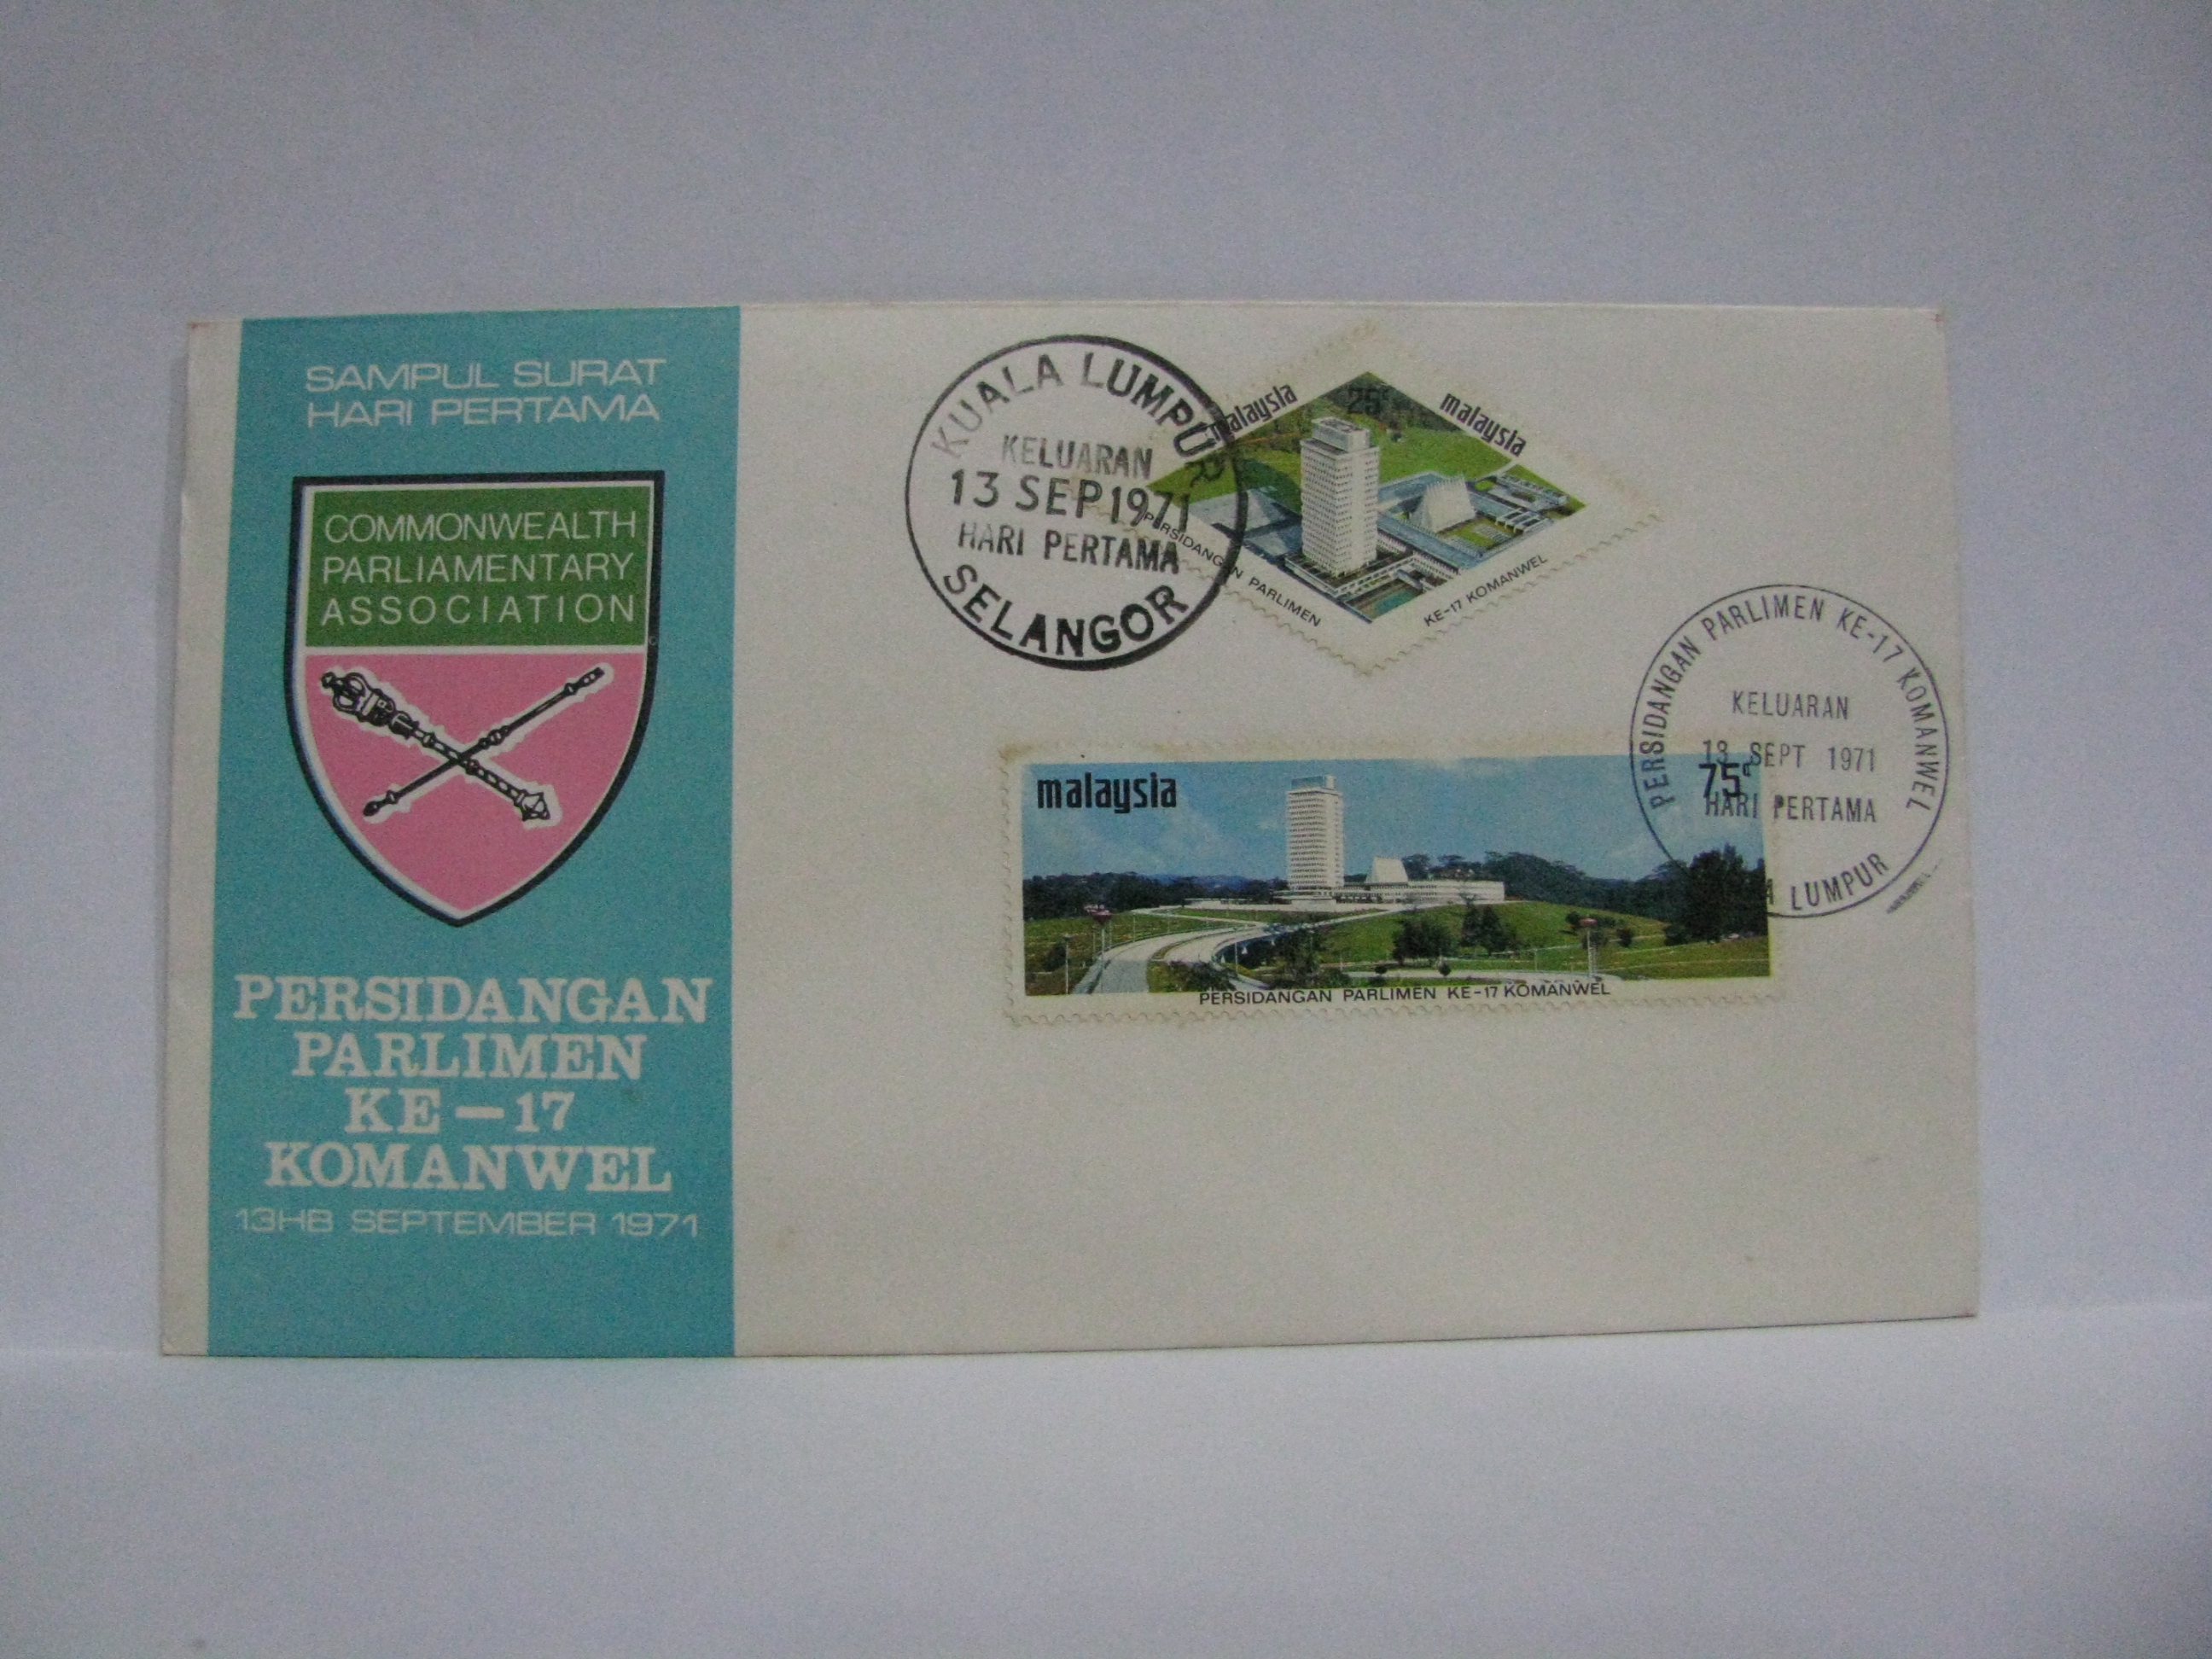 SAMPUL SURAT
HARI PERTAMA
COMMONWEALTH
PARLIAMENTARY
ASSOCIATION
PERSIDANGAN
PARLIMEN
KE-17
KOMANWEL
13HB SEPTEMBER 1971
KUALA LUMPUR
KELUARAN
13 SEP 1971
HARI PERTAMA
SELANGOR
malaysia
25c
malaysia
PERSIDANGAN PARLIMEN
KE-17 KOMANWEL
malaysia
75c
PERSIDANGAN PARLIMEN KE-17 KOMANWEL
PERSIDANGAN PARLIMEN KE-17 KOMANWEL
KELUARAN
13 SEPT 1971
HARI PERTAMA
LUMPUR